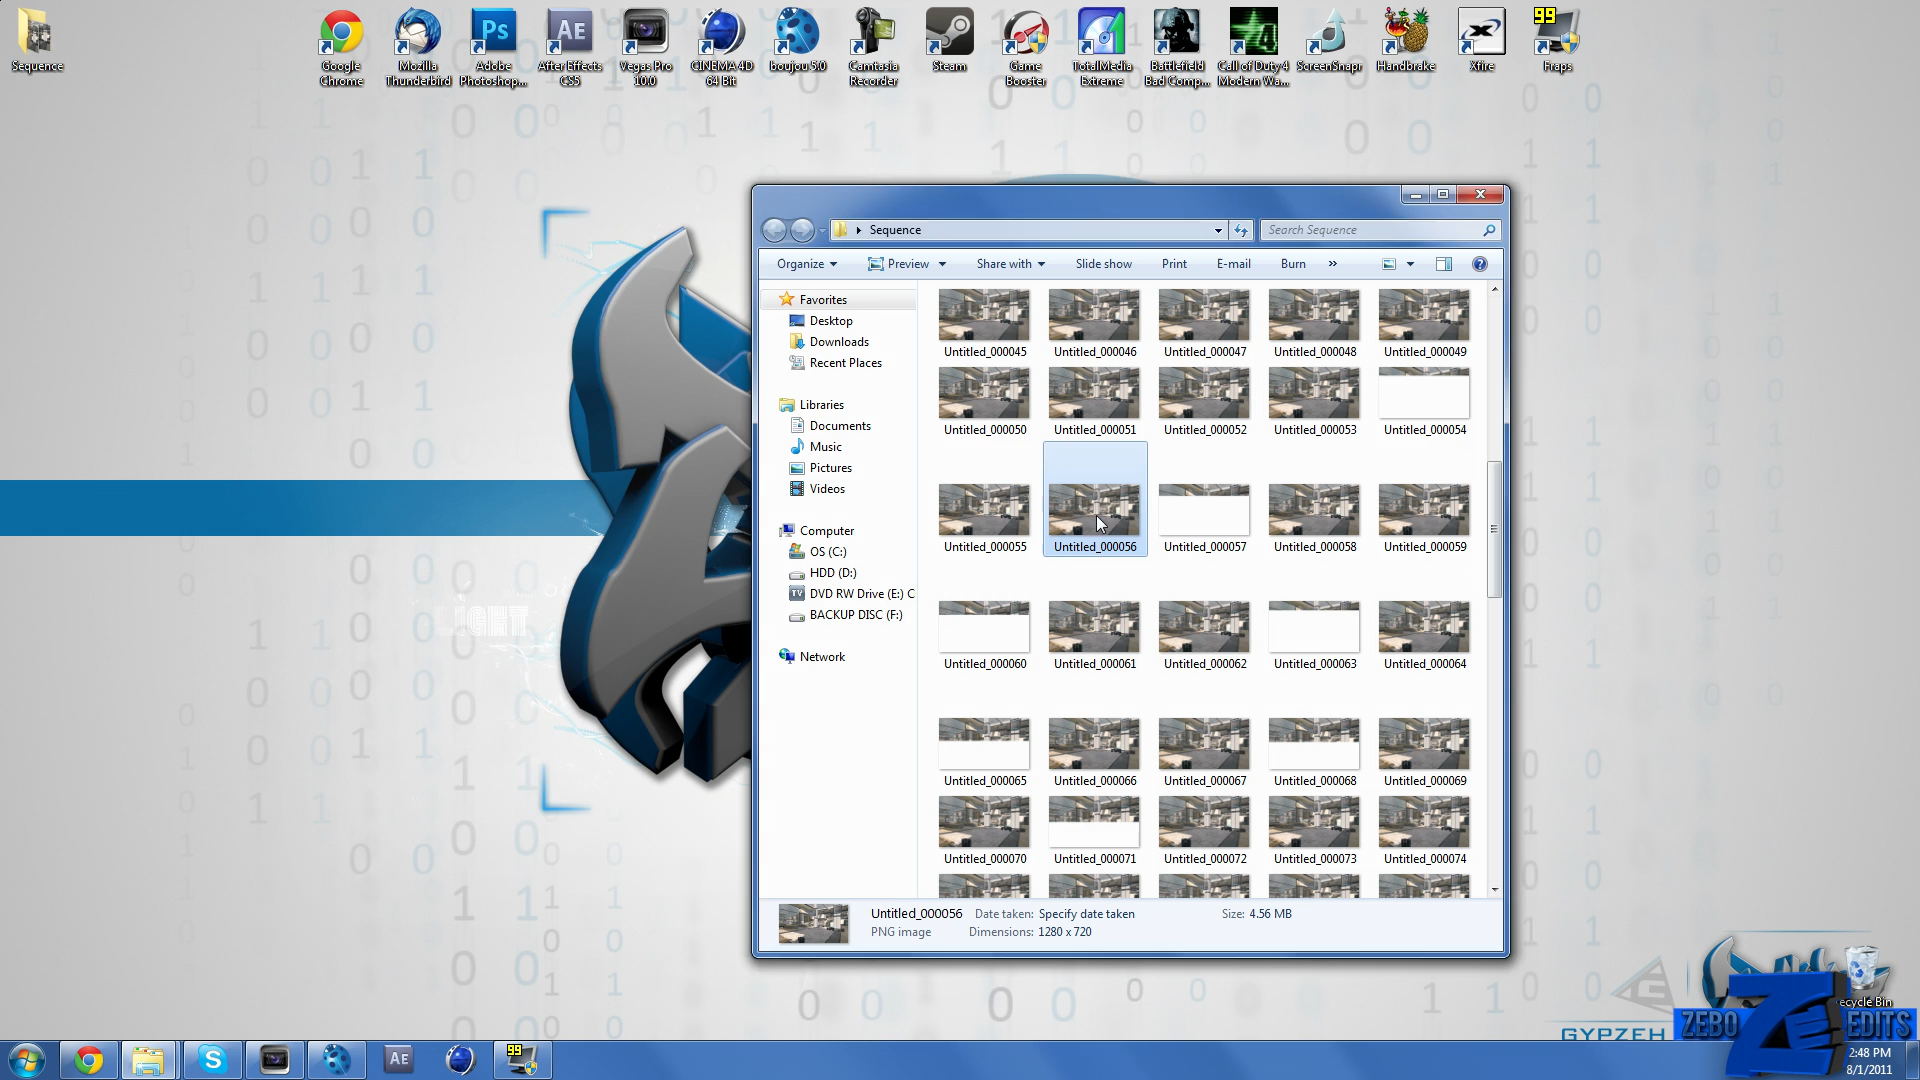 Sequence
Google Chrome
Mozilla Thunderbird
Adobe Photoshop...
After Effects CS5
Vegas Pro 10.0
CINEMA 4D 64 Bit
boujou 5.0
Camtasia Recorder
Steam
Game Booster
TotalMedia Extreme
Battlefield Bad Comp...
Call of Duty 4 Modern Wa...
ScreenSnapr
Handbrake
Xfire
99
Fraps
Sequence
Search Sequence
Organize
Preview
Share with
Slide show
Print
E-mail
Burn
»
Favorites
Desktop
Downloads
Recent Places
Libraries
Documents
Music
Pictures
Videos
Computer
OS (C:)
HDD (D:)
DVD RW Drive (E:) C
BACKUP DISC (F:)
Network
Untitled_000045
Untitled_000046
Untitled_000047
Untitled_000048
Untitled_000049
Untitled_000050
Untitled_000051
Untitled_000052
Untitled_000053
Untitled_000054
Untitled_000055
Untitled_000056
Untitled_000057
Untitled_000058
Untitled_000059
Untitled_000060
Untitled_000061
Untitled_000062
Untitled_000063
Untitled_000064
Untitled_000065
Untitled_000066
Untitled_000067
Untitled_000068
Untitled_000069
Untitled_000070
Untitled_000071
Untitled_000072
Untitled_000073
Untitled_000074
Untitled_000056 Date taken: Specify date taken Size: 4.56 MB
PNG image Dimensions: 1280 x 720
LIGHT
ecycle Bin
GYPZEH
ZEBO EDITS
99
2:48 PM
8/1/2011